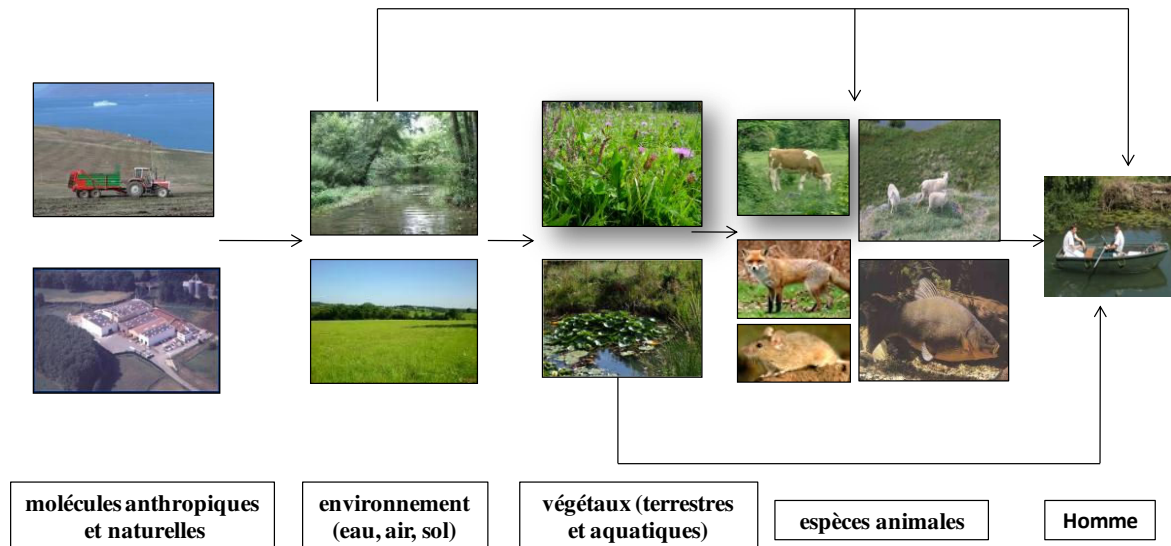 molécules anthropiques
et naturelles
environnement
(eau, air, sol)
végétaux (terrestres
et aquatiques)
espèces animales
Homme